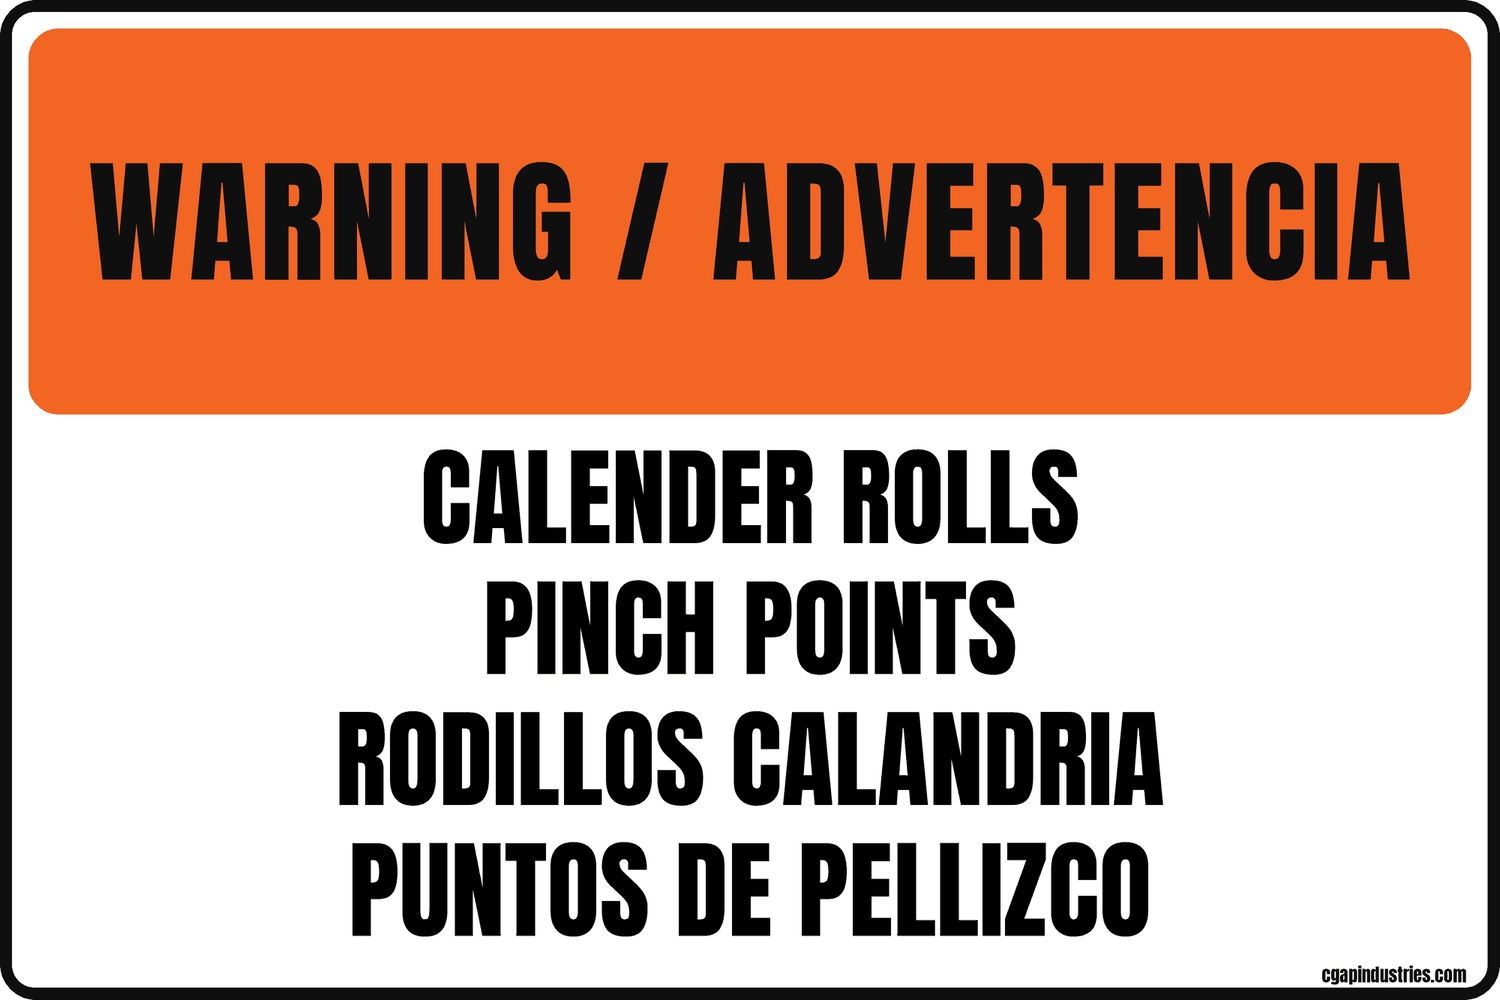 WARNING / ADVERTENCIA
CALENDER ROLLS
PINCH POINTS
RODILLOS CALANDRIA
PUNTOS DE PELLIZCO
cgapindustries.com